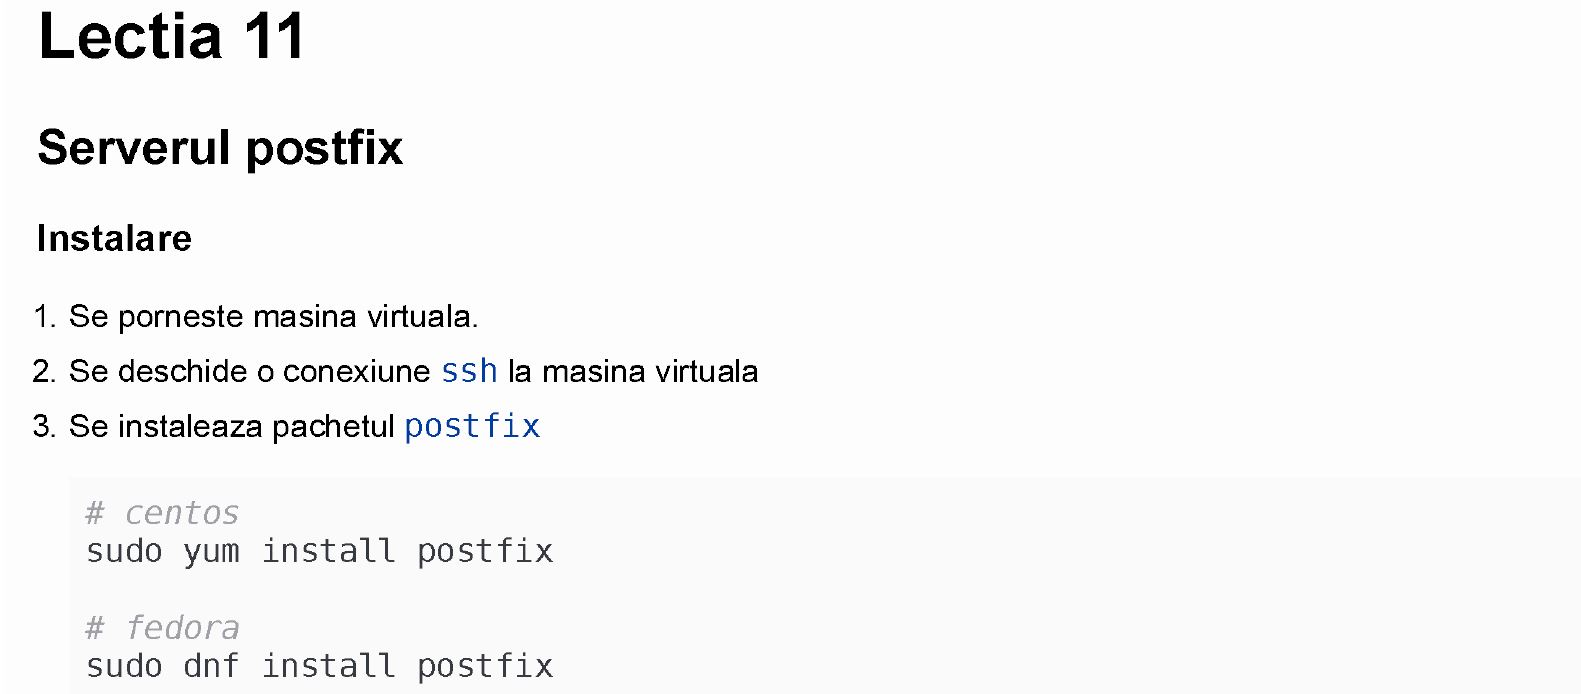 Lectia 11
Serverul postfix
Instalare
1. Se porneste masina virtuala.
2. Se deschide o conexiune ssh la masina virtuala
3. Se instaleaza pachetul postfix
# centos
sudo yum install postfix
# fedora
sudo dnf install postfix